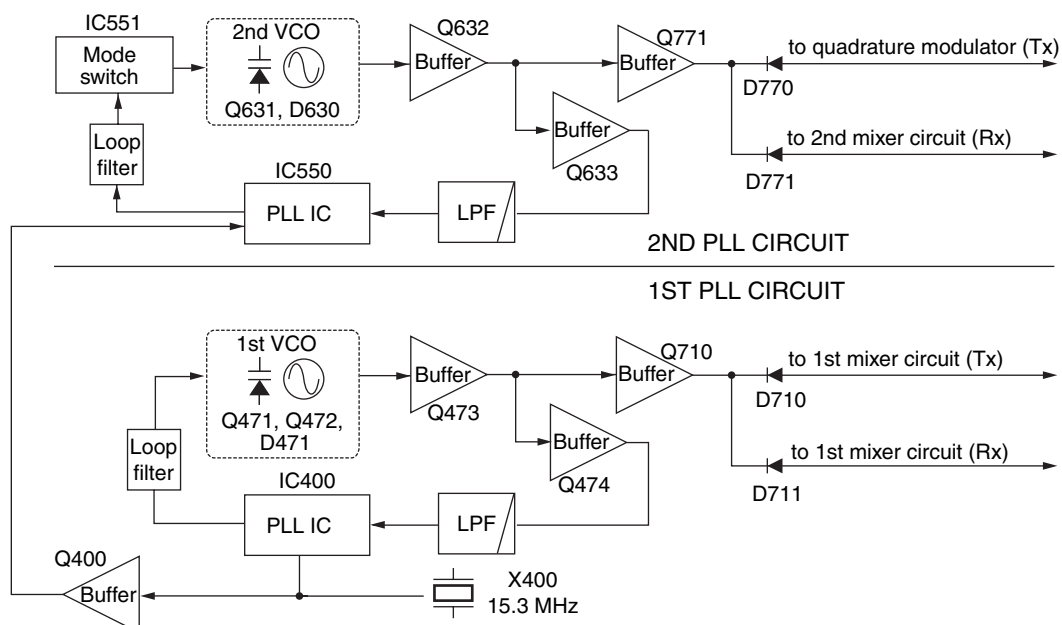 IC551
Mode
switch
2nd VCO
Q631, D630
Q632
Buffer
Q771
Buffer
to quadrature modulator (Tx)
D770
Buffer
Q633
to 2nd mixer circuit (Rx)
D771
Loop
filter
IC550
PLL IC
LPF
2ND PLL CIRCUIT
1ST PLL CIRCUIT
1st VCO
Q471, Q472,
D471
Buffer
Q473
Q710
Buffer
to 1st mixer circuit (Tx)
D710
Buffer
Q474
to 1st mixer circuit (Rx)
D711
Loop
filter
IC400
PLL IC
LPF
Q400
Buffer
X400
15.3 MHz